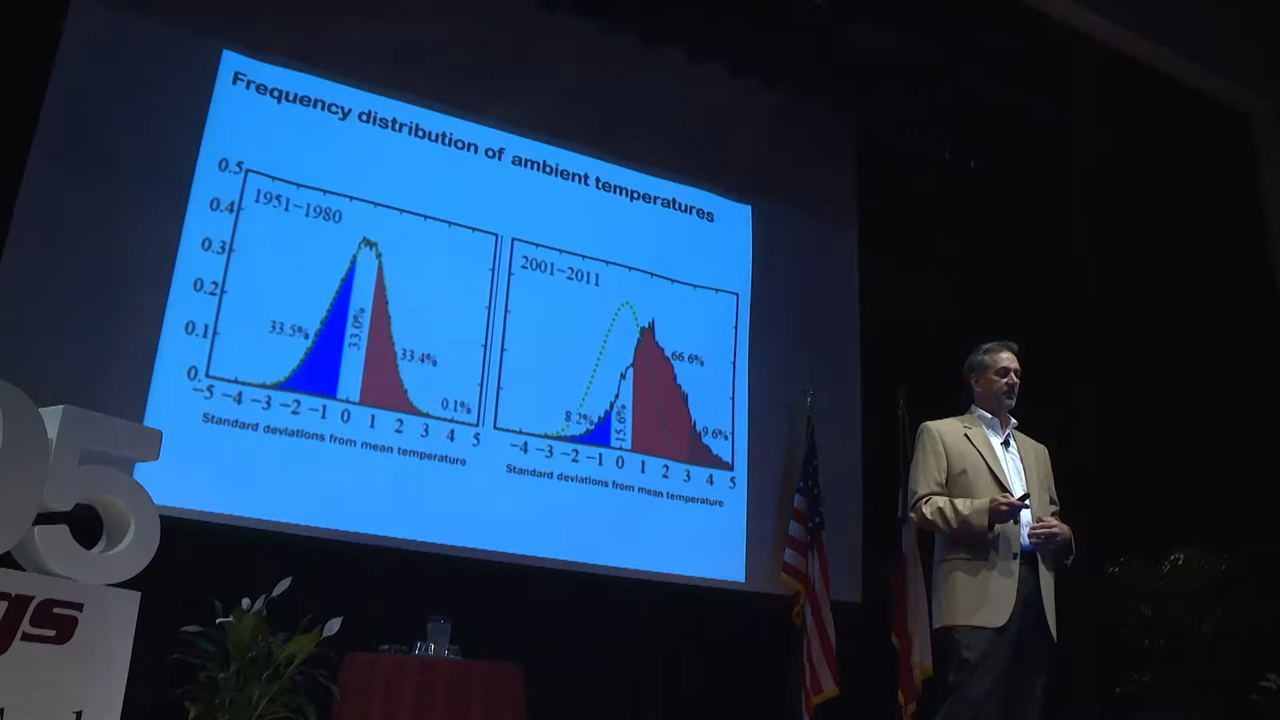 Frequency distribution of ambient temperatures
0.5
0.4
0.3
0.2
0.1
0.
1951−1980
33.5%
33.0%
33.4%
0.1%
−5 −4 −3 −2 −1 0 1 2 3 4 5
Standard deviations from mean temperature
2001−2011
8.2%
15.6%
66.6%
9.6%
−4 −3 −2 −1 0 1 2 3 4 5
Standard deviations from mean temperature
5
gs